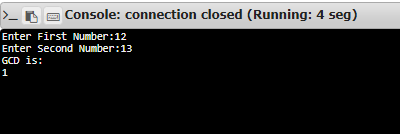 >_ Console: connection closed (Running: 4 seg)
Enter First Number:12
Enter Second Number:13
GCD is:
1